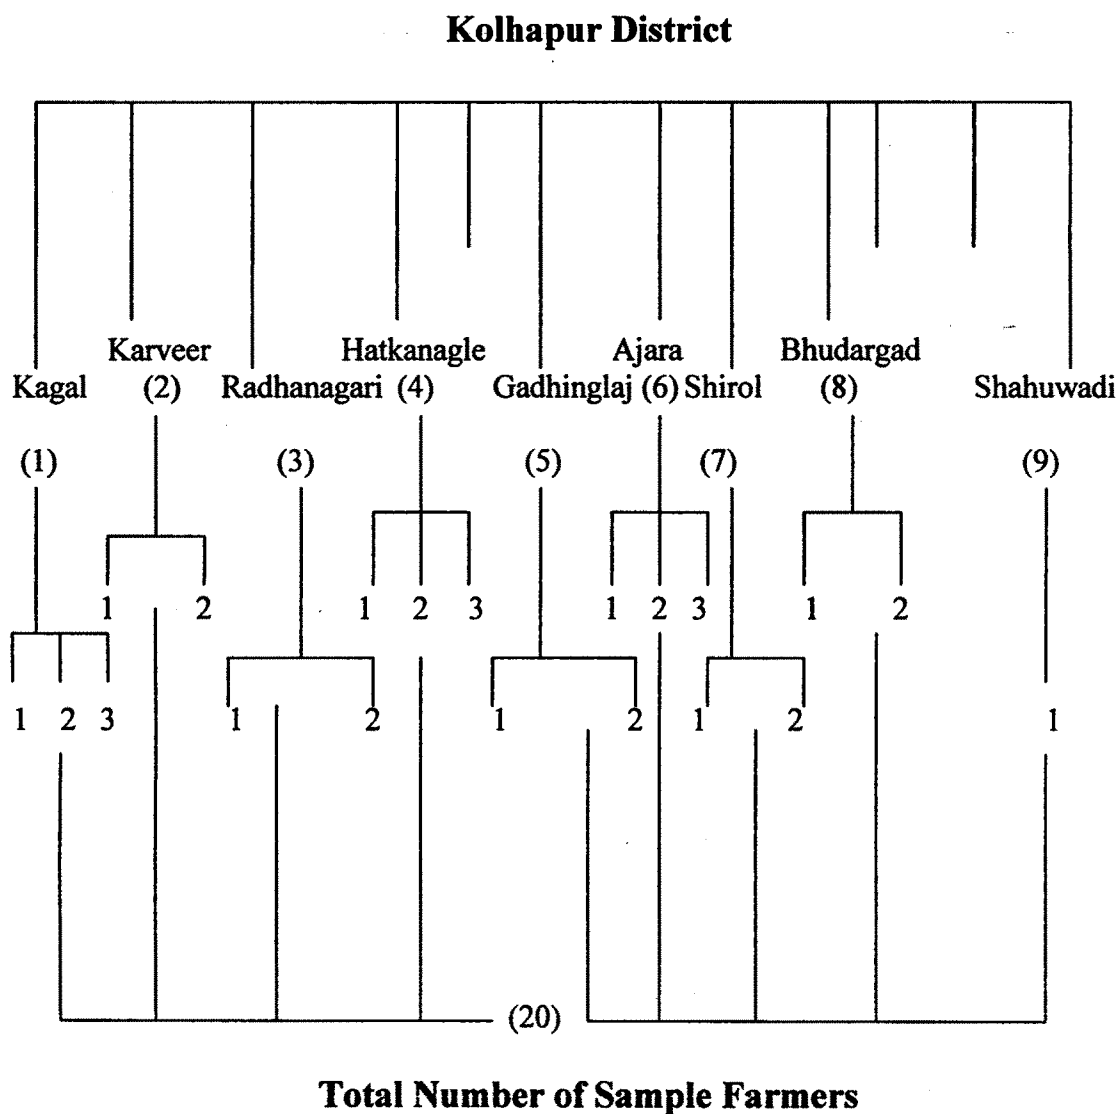 Kolhapur District
Karveer Hatkanagle Ajara Bhudargad
Kagal (2) Radhanagari (4) Gadhinglaj (6) Shirol (8) Shahuwadi
(1) (3) (5) (7) (9)
1 2 1 2 3 1 2 3 1 2
1 2 3 1 2 1 2 1 2 1
(20)
Total Number of Sample Farmers